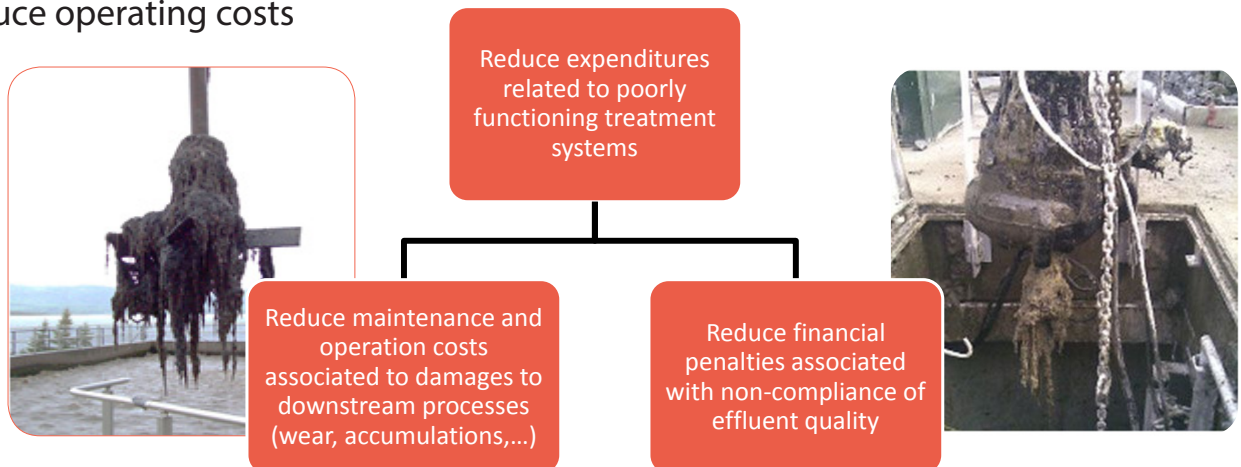 uce operating costs
Reduce expenditures
related to poorly
functioning treatment
systems
Reduce maintenance and
operation costs
associated to damages to
downstream processes
(wear, accumulations,...)
Reduce financial
penalties associated
with non-compliance of
effluent quality